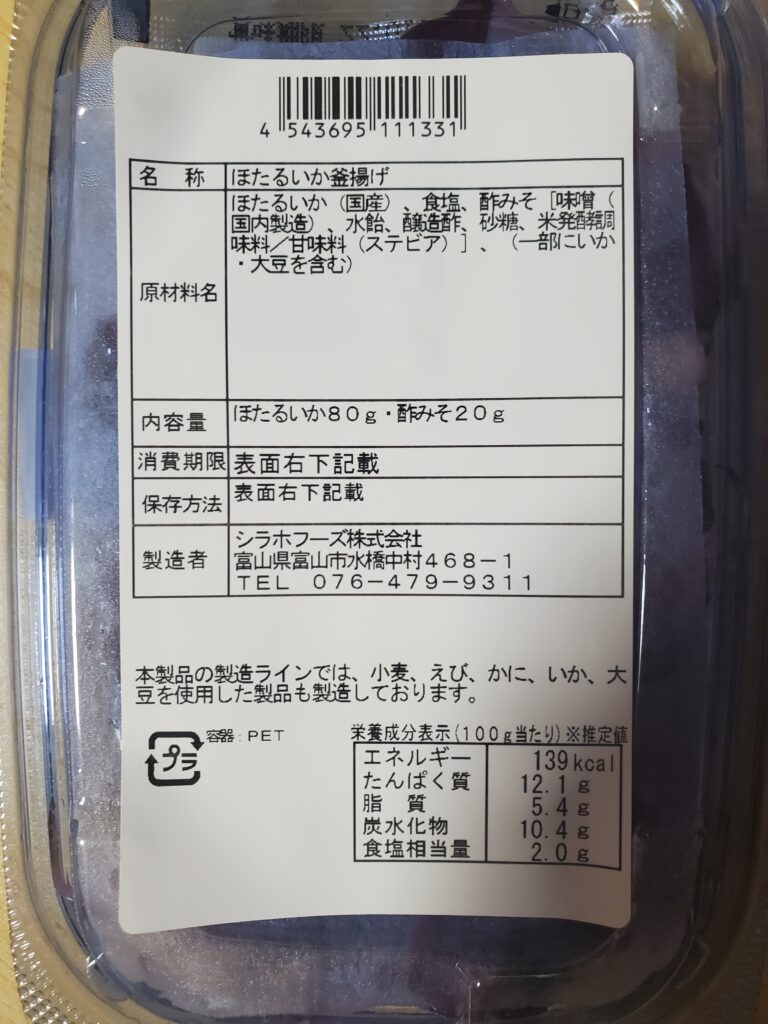 4 543695 111331
名 称 ほたるいか釜揚げ
原材料名 ほたるいか（国産）、食塩、酢みそ［味噌（
国内製造）、水飴、醸造酢、砂糖、米発酵調
味料／甘味料（ステビア）］、（一部にいか
・大豆を含む）
内容量 ほたるいか８０ｇ・酢みそ２０ｇ
消費期限 表面右下記載
保存方法 表面右下記載
製造者 シラホフーズ株式会社
富山県富山市水橋中村４６８－１
ＴＥＬ ０７６－４７９－９３１１
本製品の製造ラインでは、小麦、えび、かに、いか、大
豆を使用した製品も製造しております。
プラ 容器：ＰＥＴ
栄養成分表示(１００ｇ当たり)※推定値
エネルギー 139kcal
たんぱく質 12.1ｇ
脂 質 5.4ｇ
炭水化物 10.4ｇ
食塩相当量 2.0ｇ